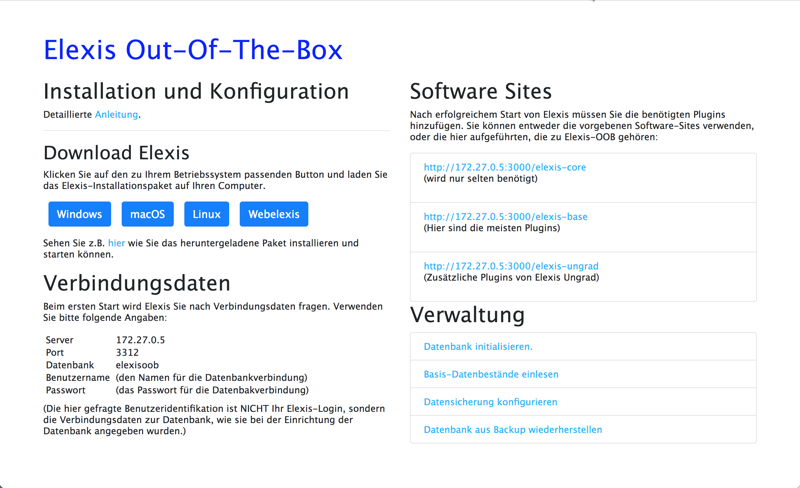 Elexis Out-Of-The-Box
Installation und Konfiguration
Detaillierte Anleitung.
Download Elexis
Klicken Sie auf den zu Ihrem Betriebssystem passenden Button und laden Sie
das Elexis-Installationspaket auf Ihren Computer.
Windows macOS Linux Webelexis
Sehen Sie z.B. hier wie Sie das heruntergeladene Paket installieren und
starten können.
Verbindungsdaten
Beim ersten Start wird Elexis Sie nach Verbindungsdaten fragen. Verwenden
Sie bitte folgende Angaben:
Server 172.27.0.5
Port 3312
Datenbank elexisoob
Benutzername (den Namen für die Datenbankverbindung)
Passwort (das Passwort für die Datenbakverbindung)
(Die hier gefragte Benutzeridentifikation ist NICHT Ihr Elexis-Login, sondern
die Verbindungsdaten zur Datenbank, wie sie bei der Einrichtung der
Datenbank angegeben wurden.)
Software Sites
Nach erfolgreichem Start von Elexis müssen Sie die benötigten Plugins
hinzufügen. Sie können entweder die vorgebenen Software-Sites verwenden,
oder die hier aufgeführten, die zu Elexis-OOB gehören:
http://172.27.0.5:3000/elexis-core
(wird nur selten benötigt)
http://172.27.0.5:3000/elexis-base
(Hier sind die meisten Plugins)
http://172.27.0.5:3000/elexis-ungrad
(Zusätzliche Plugins von Elexis Ungrad)
Verwaltung
Datenbank initialisieren.
Basis-Datenbestände einlesen
Datensicherung konfigurieren
Datenbank aus Backup wiederherstellen